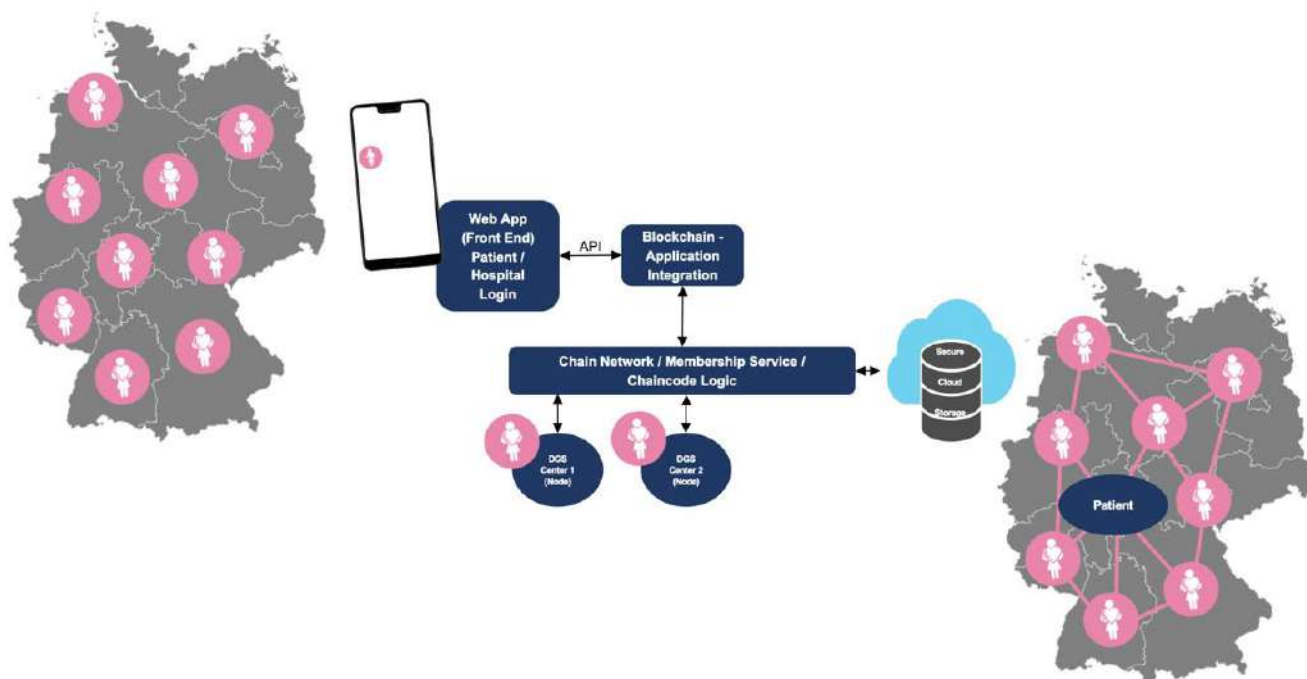 Web App
(Front End)
Patient /
Hospital
Login
API
Blockchain -
Application
Integration
Chain Network / Membership Service /
Chaincode Logic
Secure
Cloud
Storage
DGS
Center 1
(Node)
DGS
Center 2
(Node)
Patient